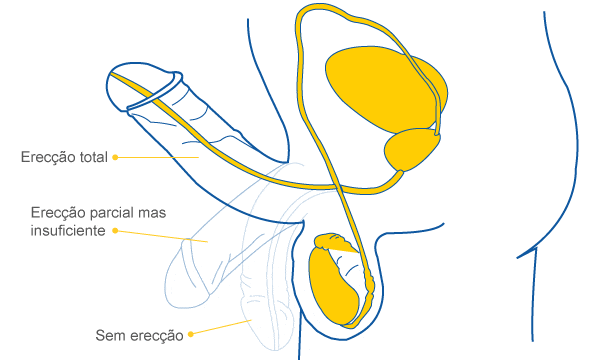 Erecção total
Erecção parcial mas
insuficiente
Sem erecção